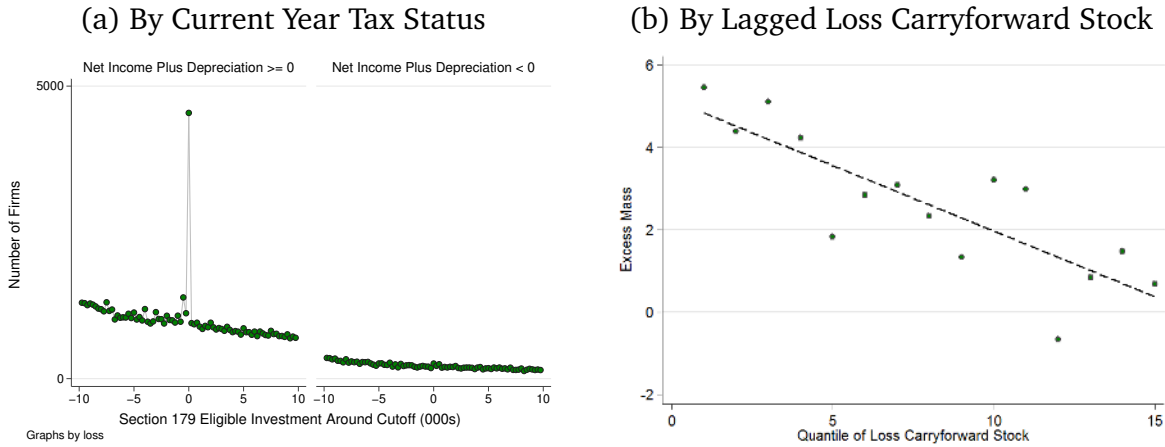 (a) By Current Year Tax Status
Net Income Plus Depreciation >= 0
Net Income Plus Depreciation < 0
5000
0
Number of Firms
−10
−5
0
5
10
−10
−5
0
5
10
Section 179 Eligible Investment Around Cutoff (000s)
Graphs by loss
(b) By Lagged Loss Carryforward Stock
6
4
2
0
-2
Excess Mass
0
5
10
15
Quantile of Loss Carryforward Stock